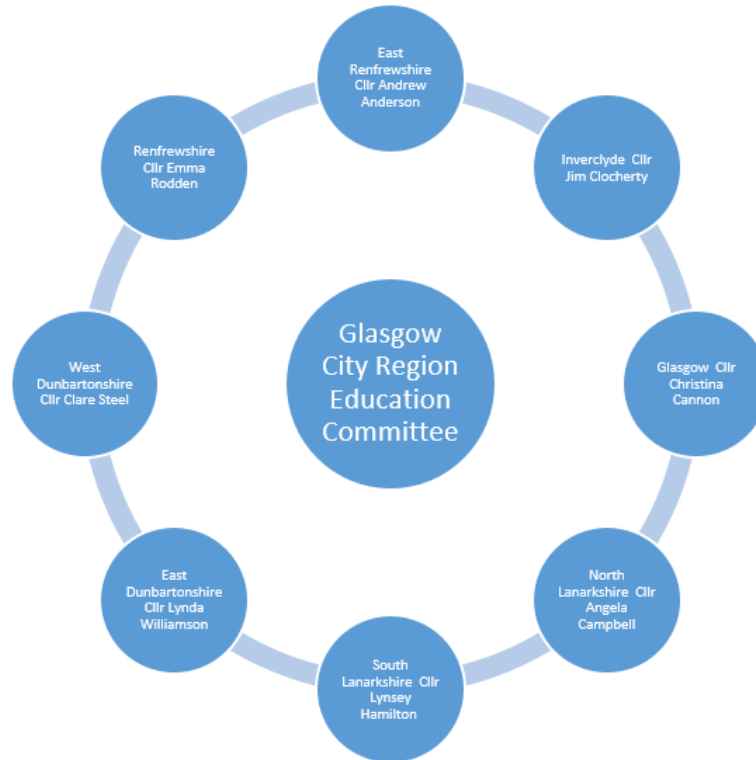 East
Renfrewshire
Cllr Andrew
Anderson
Renfrewshire
Cllr Emma
Rodden
Inverclyde Cllr
Jim Clocherty
Glasgow
City Region
Education
Committee
West
Dunbartonshire
Cllr Clare Steel
Glasgow Cllr
Christina
Cannon
East
Dunbartonshire
Cllr Lynda
Williamson
North
Lanarkshire Cllr
Angela
Campbell
South
Lanarkshire Cllr
Lynsey
Hamilton